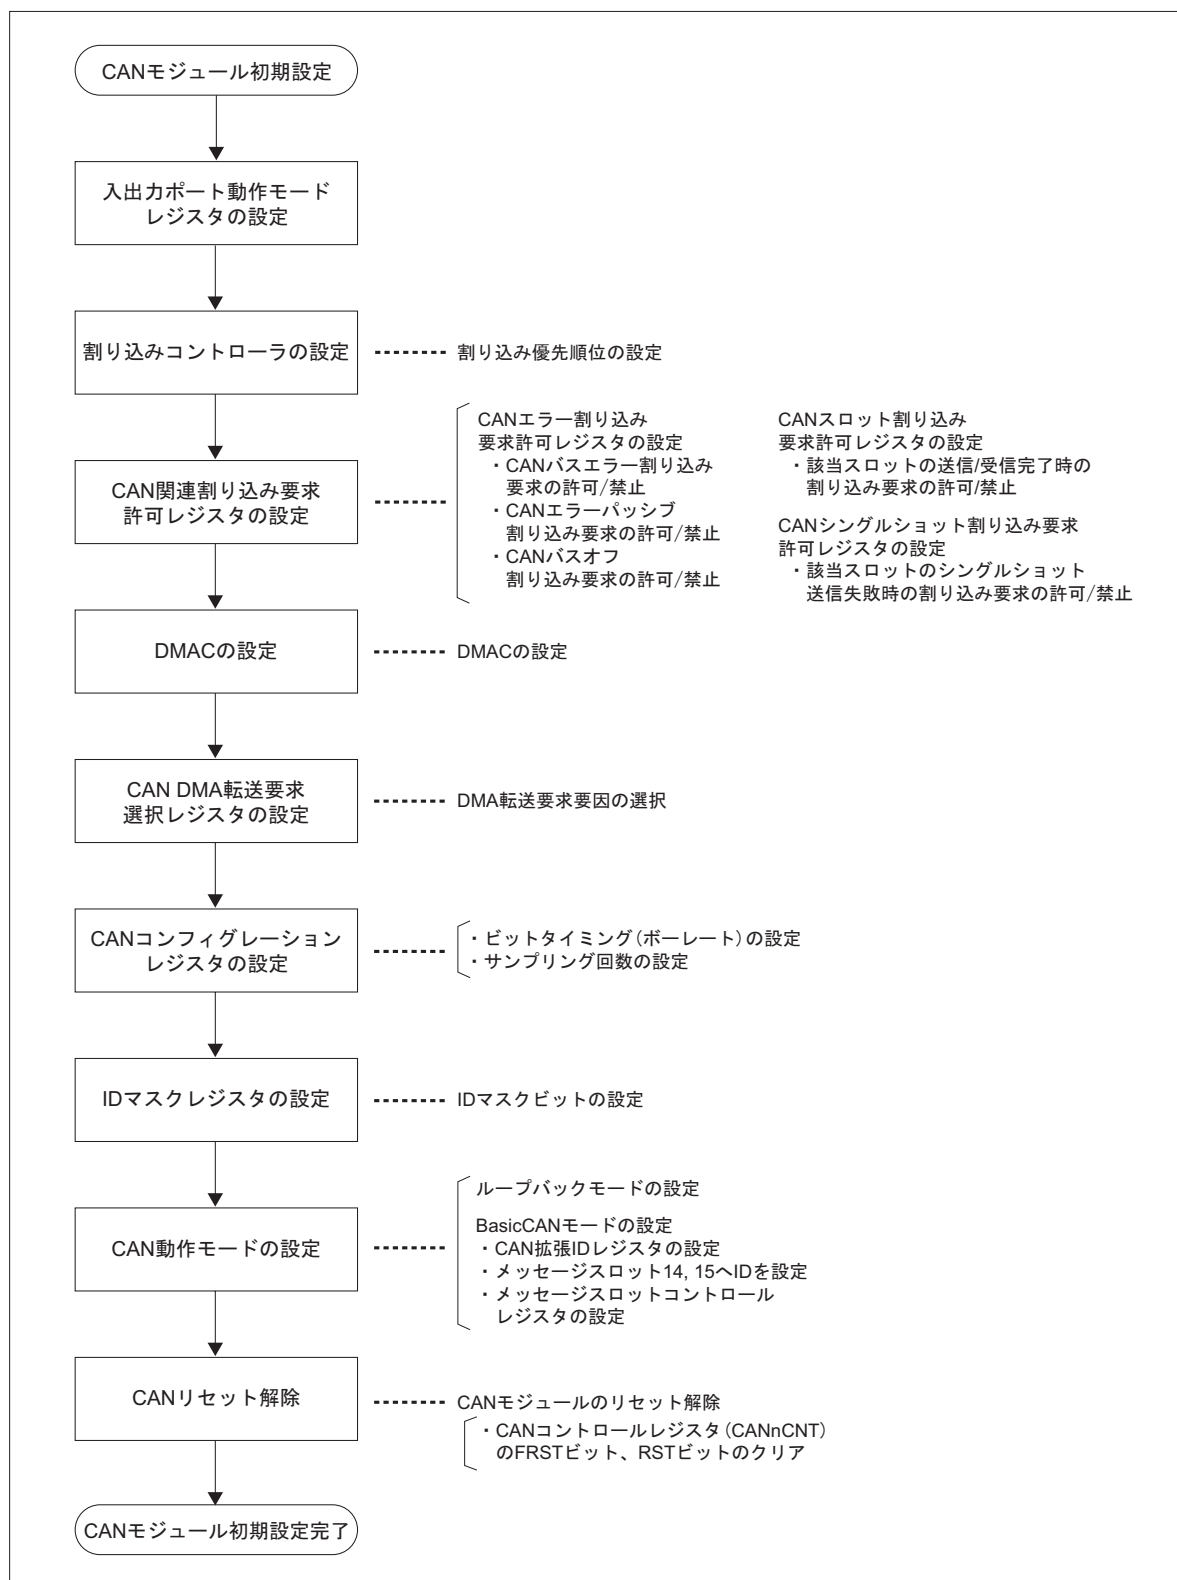 CANモジュール初期設定
入出力ポート動作モード
レジスタの設定
割り込みコントローラの設定
割り込み優先順位の設定
CAN関連割り込み要求
許可レジスタの設定
CANエラー割り込み
要求許可レジスタの設定
・CANバスエラー割り込み
要求の許可/禁止
・CANエラーパッシブ
割り込み要求の許可/禁止
・CANバスオフ
割り込み要求の許可/禁止
CANスロット割り込み
要求許可レジスタの設定
・該当スロットの送信/受信完了時の
割り込み要求の許可/禁止
CANシングルショット割り込み要求
許可レジスタの設定
・該当スロットのシングルショット
送信失敗時の割り込み要求の許可/禁止
DMACの設定
DMACの設定
CAN DMA転送要求
選択レジスタの設定
DMA転送要求要因の選択
CANコンフィグレーション
レジスタの設定
・ビットタイミング(ボーレート)の設定
・サンプリング回数の設定
IDマスクレジスタの設定
IDマスクビットの設定
CAN動作モードの設定
ループバックモードの設定
BasicCANモードの設定
・CAN拡張IDレジスタの設定
・メッセージスロット14, 15へIDを設定
・メッセージスロットコントロール
レジスタの設定
CANリセット解除
CANモジュールのリセット解除
・CANコントロールレジスタ(CANnCNT)
のFRSTビット、RSTビットのクリア
CANモジュール初期設定完了